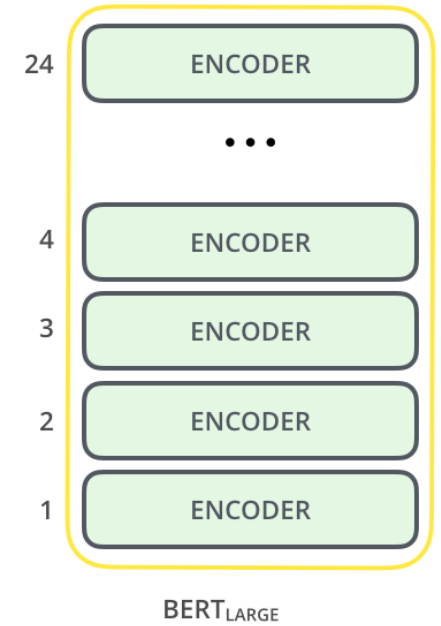 24 ENCODER
...
4 ENCODER
3 ENCODER
2 ENCODER
1 ENCODER
BERTLARGE